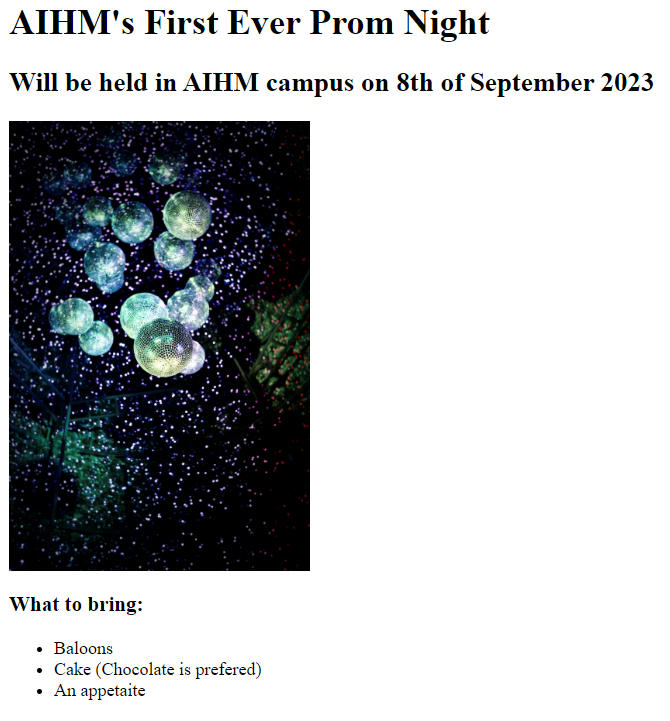 AIHM's First Ever Prom Night
Will be held in AIHM campus on 8th of September 2023
What to bring:
• Baloons
• Cake (Chocolate is prefered)
• An appetaite